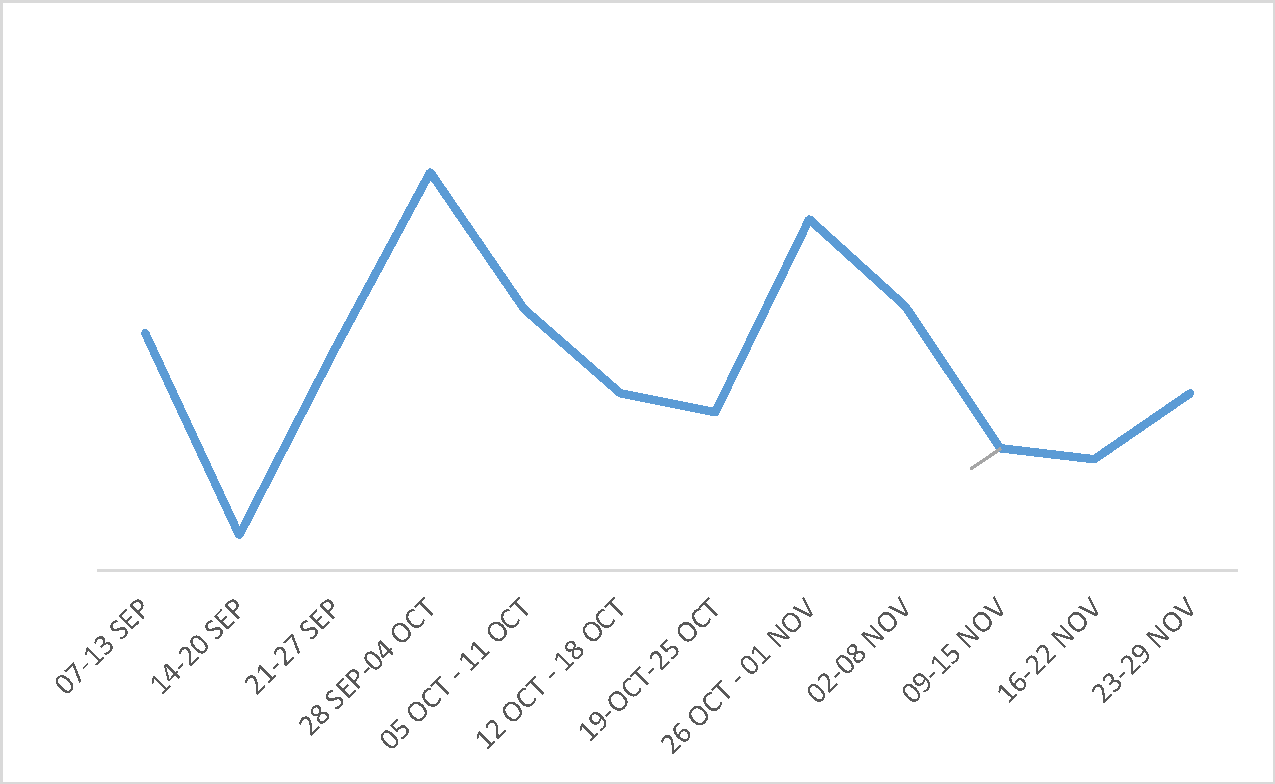 07-13 SEP
14-20 SEP
21-27 SEP
28 SEP-04 OCT
05 OCT - 11 OCT
12 OCT - 18 OCT
19-OCT-25 OCT
26 OCT - 01 NOV
02-08 NOV
09-15 NOV
16-22 NOV
23-29 NOV